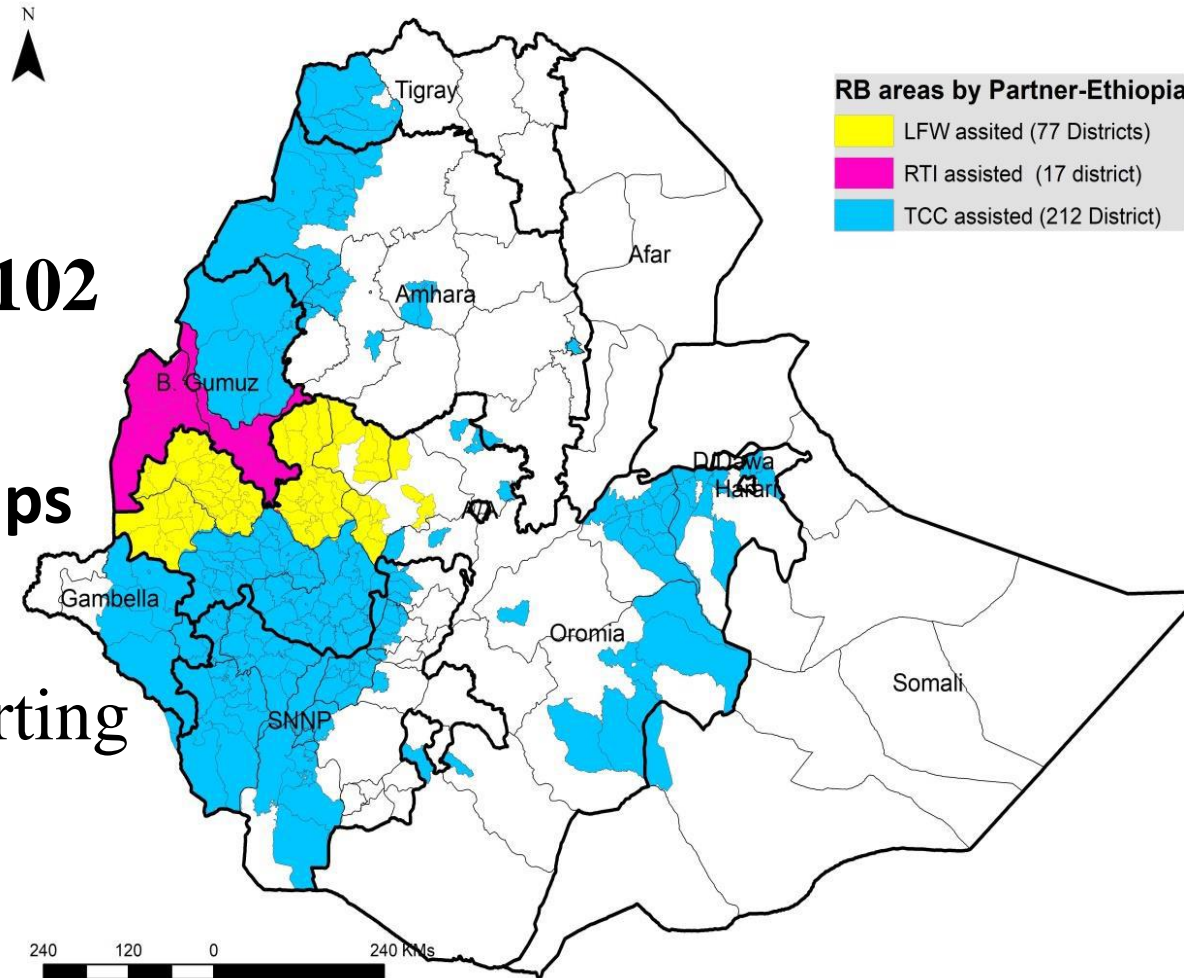 N
RB areas by Partner-Ethiopia
LFW assited (77 Districts)
RTI assisted (17 district)
TCC assisted (212 District)
Tigray
Afar
102
Amhara
B. Gumuz
D/Dawa
Harari
ps
A/A
Gambella
Oromia
Somali
rting
SNNP
240 120 0 240 KMs